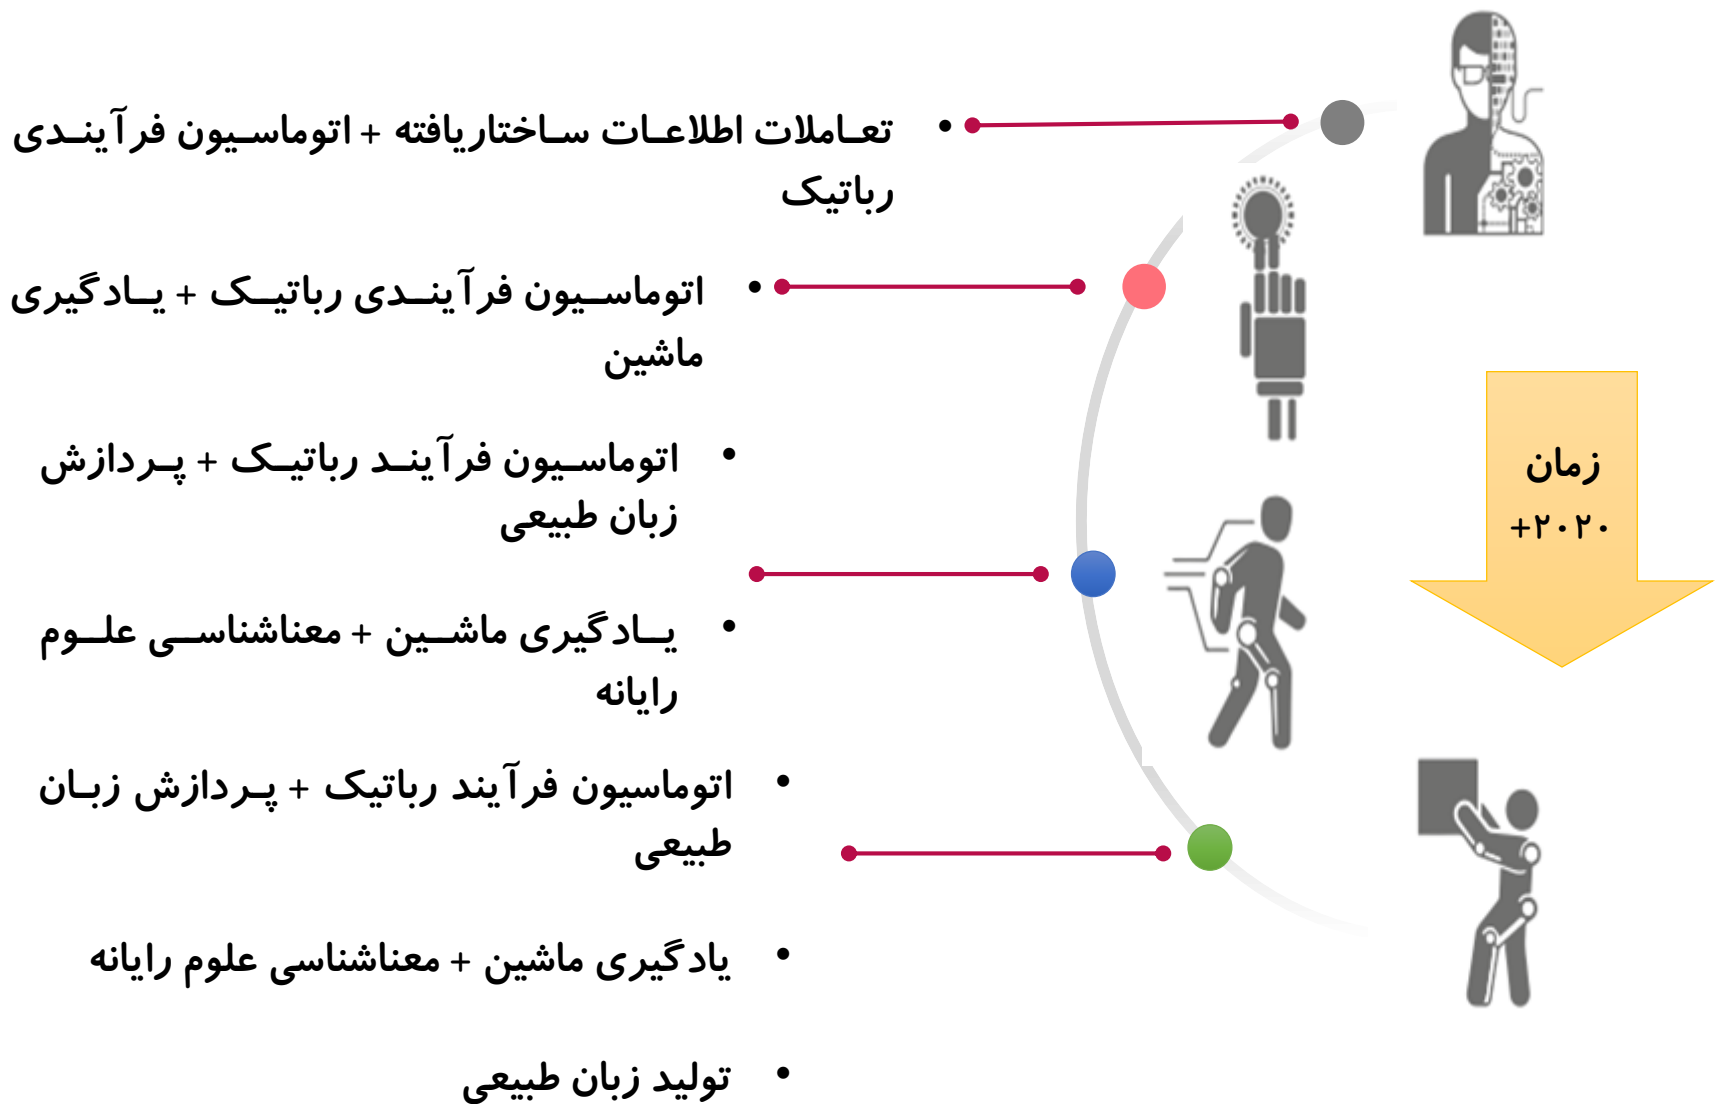 • تعاملات اطلاعات ساختاریافته + اتوماسیون فرآیندی
رباتیک
• اتوماسیون فرآیندی رباتیک + یادگیری
ماشین
• اتوماسیون فرآیند رباتیک + پردازش
زبان طبیعی
• یادگیری ماشین + معناشناسی علوم
رایانه
• اتوماسیون فرآیند رباتیک + پردازش زبان
طبیعی
• یادگیری ماشین + معناشناسی علوم رایانه
• تولید زبان طبیعی
زمان
+۲۰۲۰